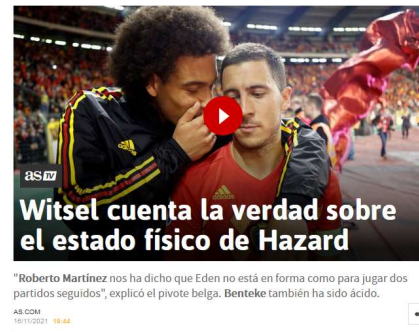 as TV
Witsel cuenta la verdad sobre
el estado físico de Hazard
"Roberto Martínez nos ha dicho que Eden no está en forma como para jugar dos
partidos seguidos", explicó el pivote belga. Benteke también ha sido ácido.
AS.COM
16/11/2021 19:44